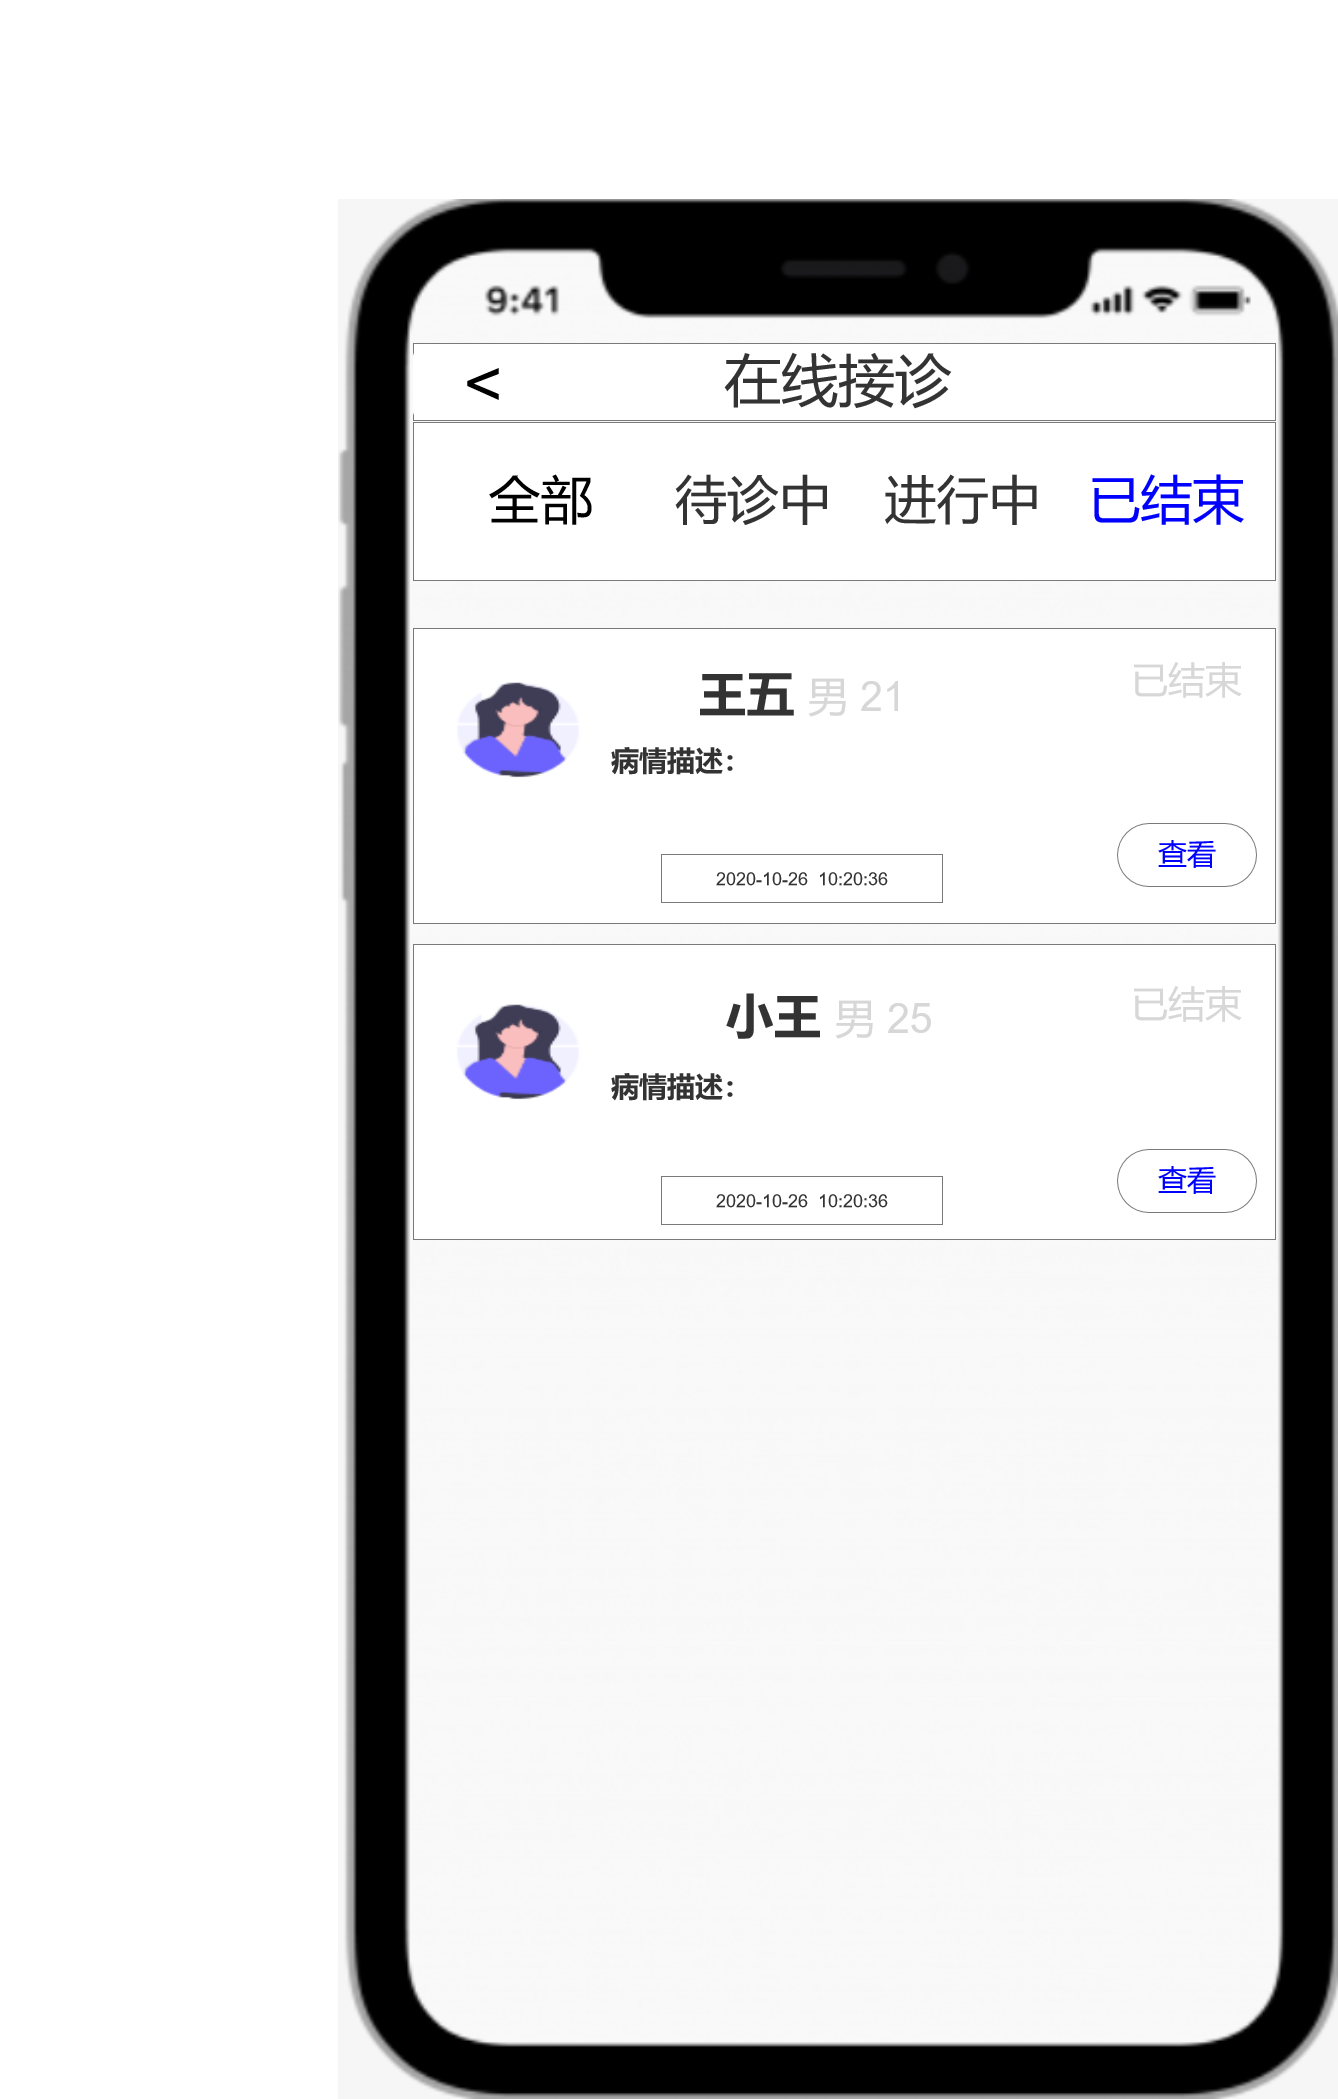 9:41
< 在线接诊
全部 待诊中 进行中 已结束
王五 男 21 已结束
病情描述：
查看
2020-10-26 10:20:36
小王 男 25 已结束
病情描述：
查看
2020-10-26 10:20:36